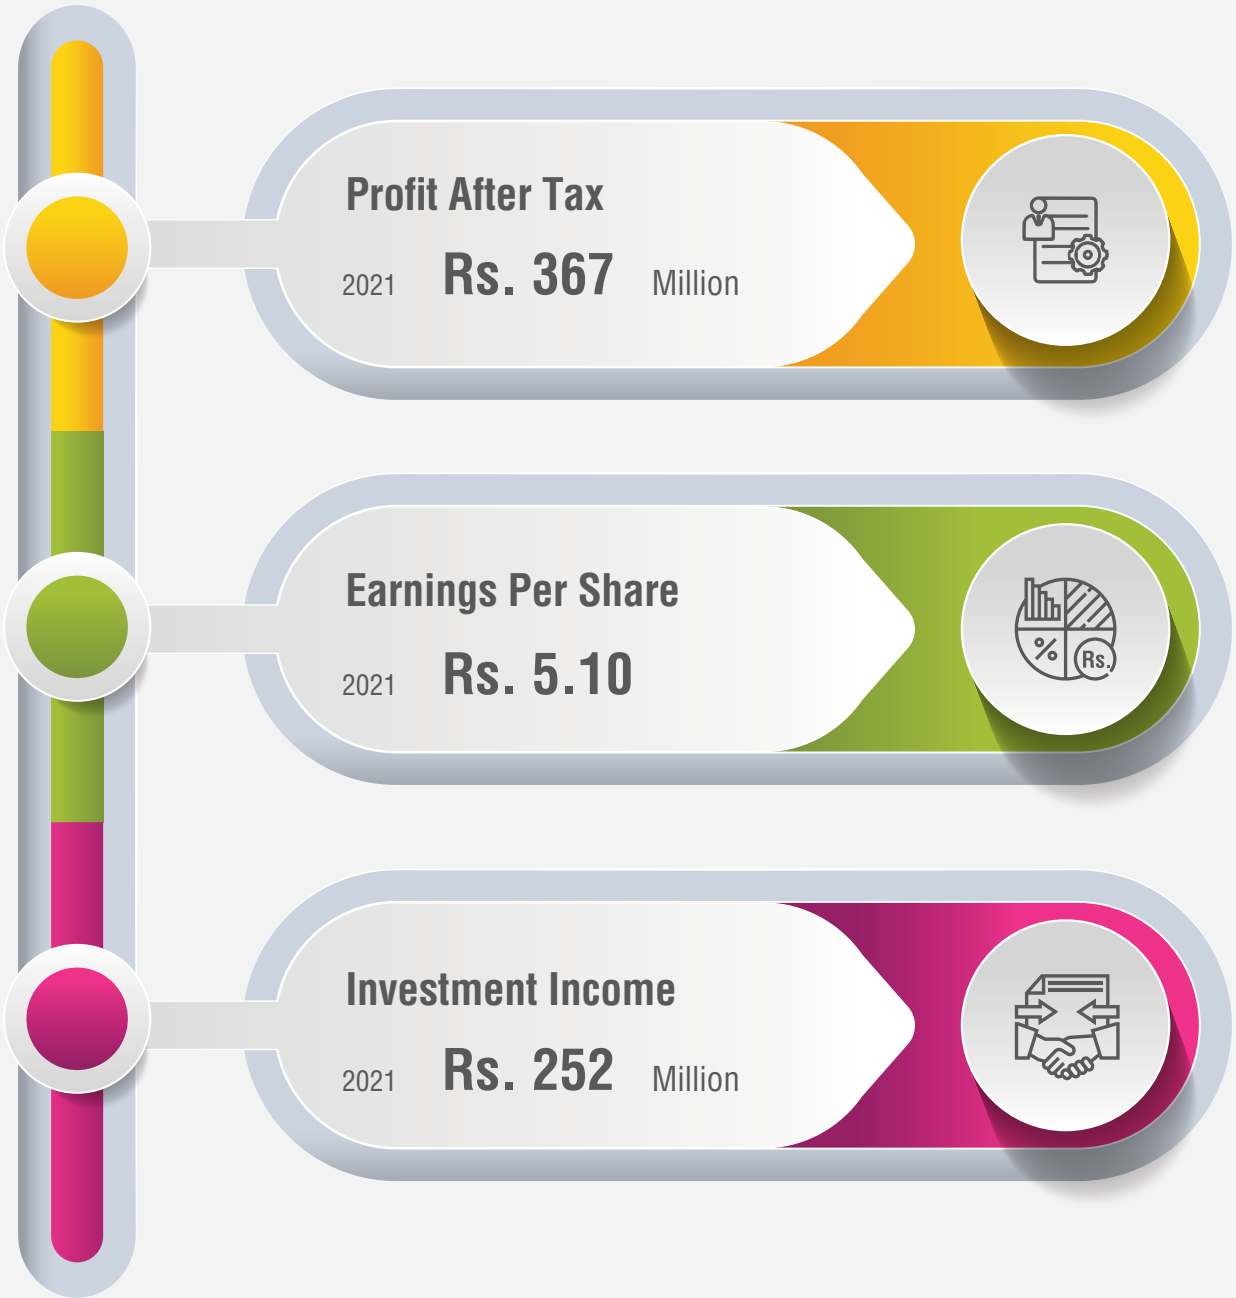 Profit After Tax
2021 Rs. 367 Million
Earnings Per Share
2021 Rs. 5.10
%
Rs.
Investment Income
2021 Rs. 252 Million